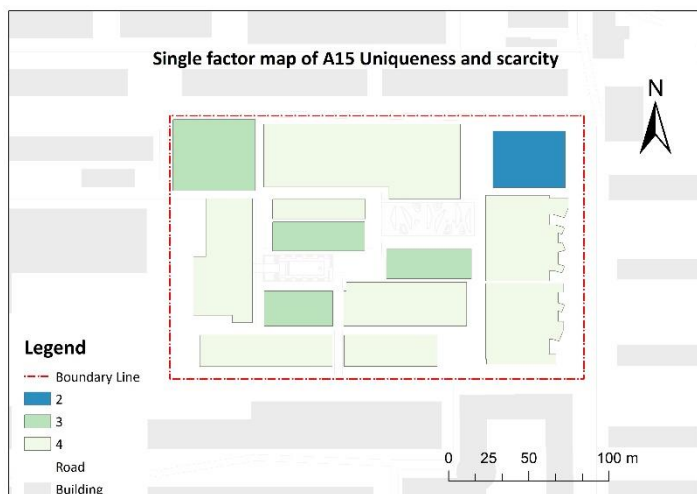 Single factor map of A15 Uniqueness and scarcity
N
Legend
Boundary Line
2
3
4
Road
Building
0 25 50 100 m